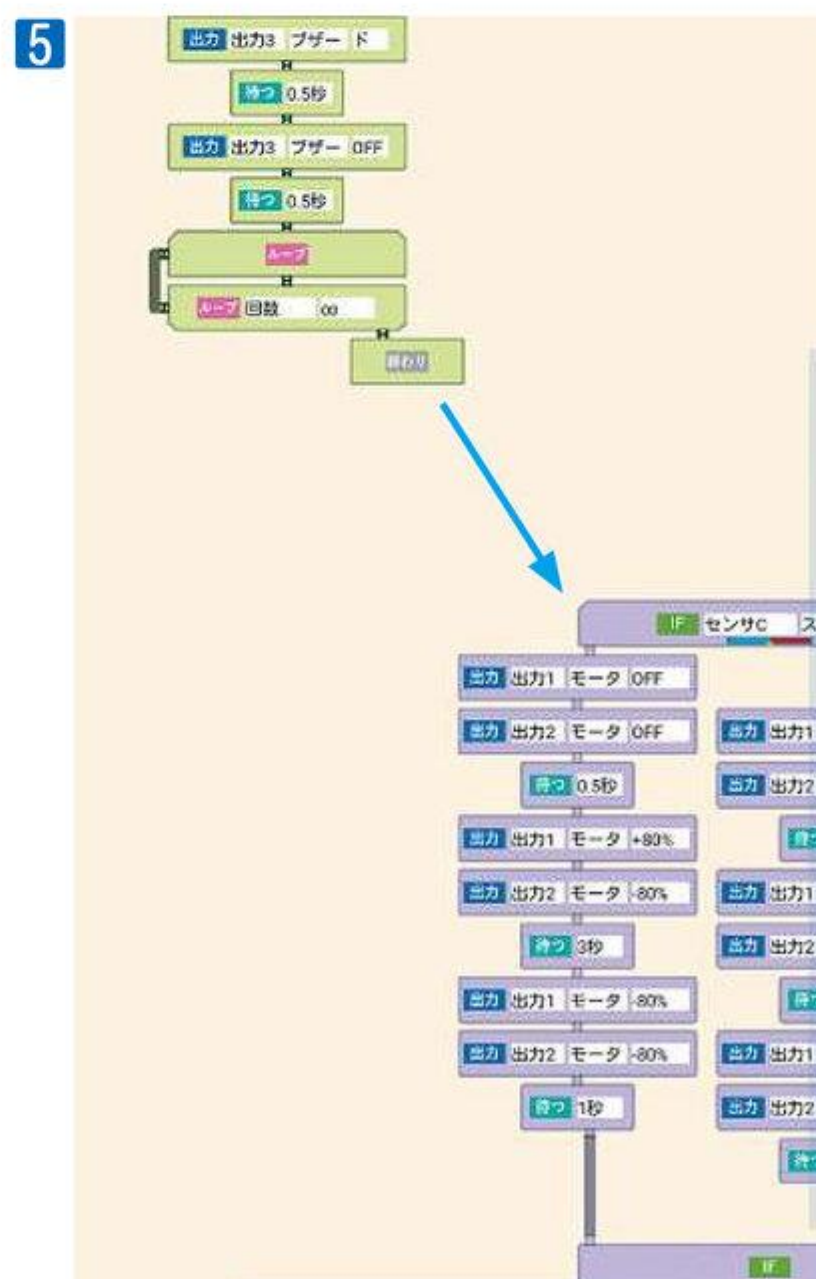 5
出力 出力3 ブザー ド
待つ 0.5秒
出力 出力3 ブザー OFF
待つ 0.5秒
ループ
ループ 回数 ∞
終わり
IF センサC ス
出力 出力1 モータ OFF
出力 出力2 モータ OFF
出力 出力1
待つ 0.5秒
出力 出力2
出力 出力1 モータ +80%
待つ
出力 出力2 モータ -80%
出力 出力1
待つ 3秒
出力 出力2
出力 出力1 モータ -80%
待つ
出力 出力2 モータ -80%
出力 出力1
待つ 1秒
出力 出力2
待つ
IF